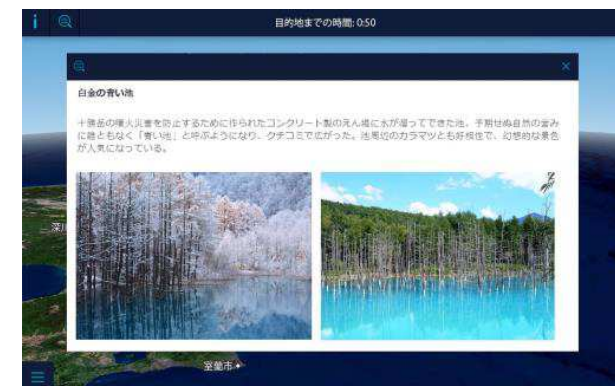 目的地までの時間: 0:50
白金の青い池
十勝岳の噴火災害を防止するために作られたコンクリート製のえん堤に水が溜ってできた池。予期せぬ自然の営み
に誰ともなく「青い池」と呼ぶようになり、クチコミで広がった。池周辺のカラマツとも好相性で、幻想的な景色
が人気になっている。
深川
室蘭市